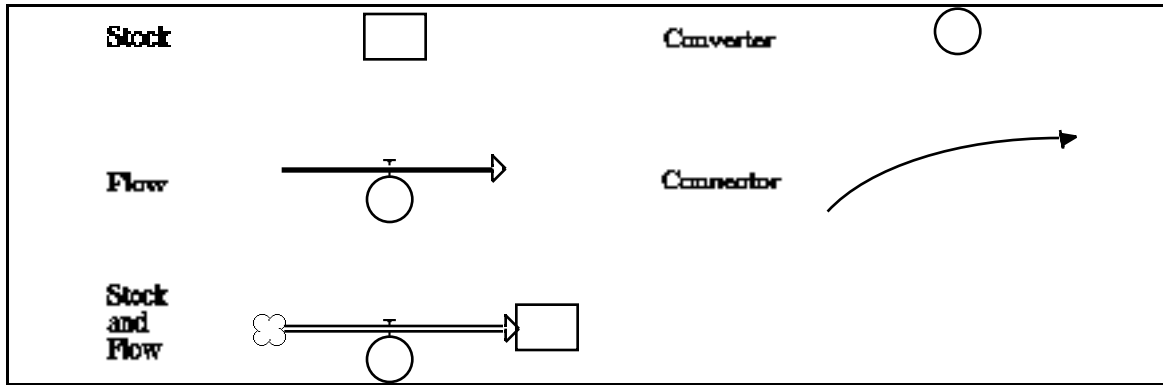 Stock
Converter
Flow
Connector
Stock
and
Flow